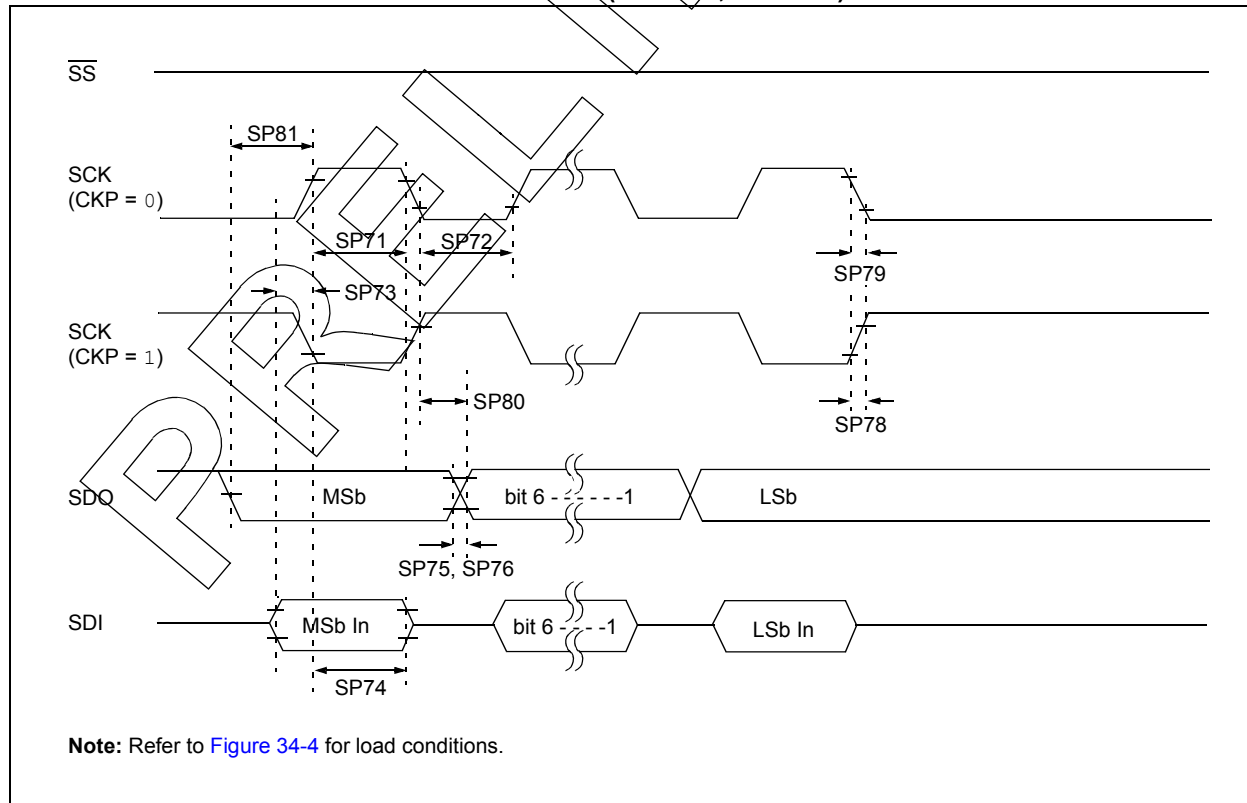 SS
SP81
SCK
(CKP = 0)
SP71
SP72
SP79
SP73
SCK
(CKP = 1)
SP80
SP78
SDO
MSb
bit 6 - - - - - - -1
LSb
SP75, SP76
SDI
MSb In
bit 6 - - - - -1
LSb In
SP74
Note: Refer to Figure 34-4 for load conditions.